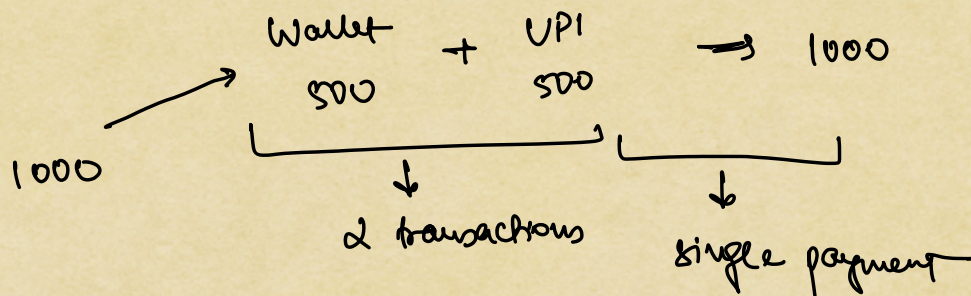 Wallet + UPI → 1000
500 500
1000
2 transactions
single payment